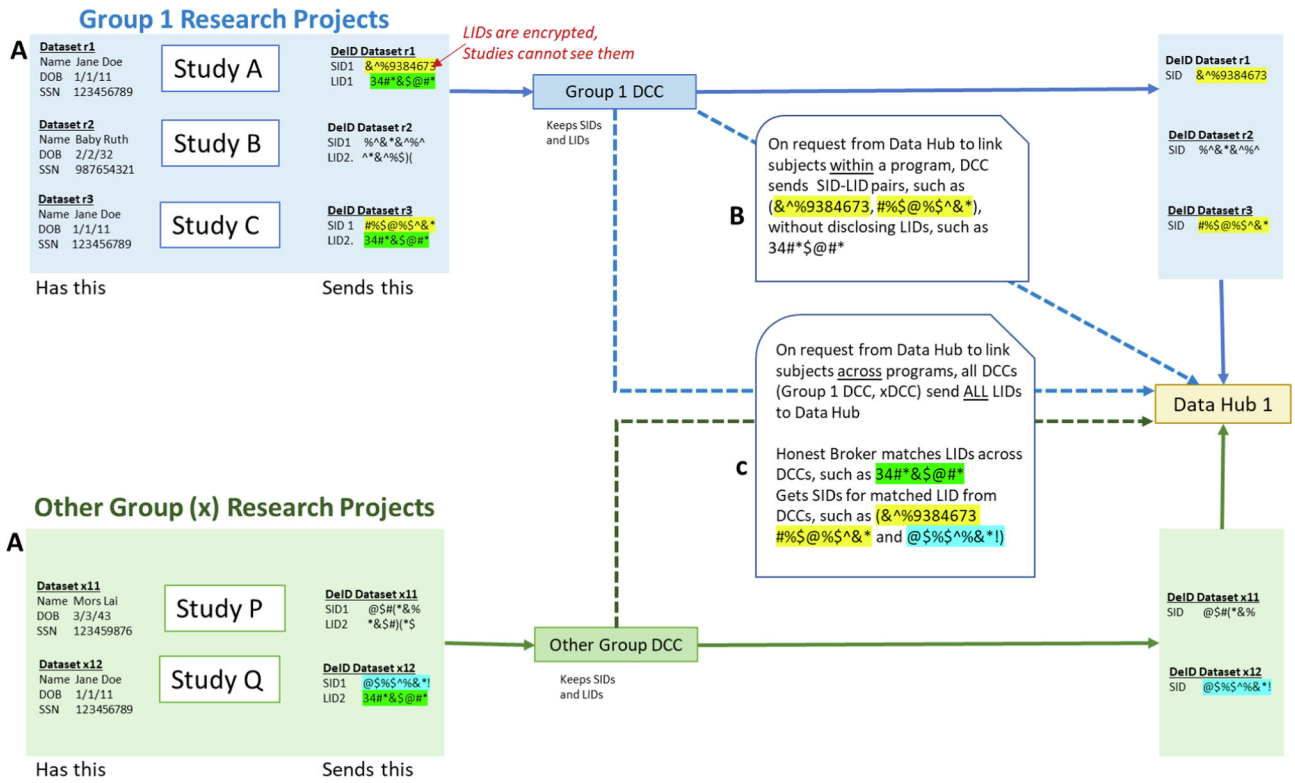 Group 1 Research Projects
A
Dataset r1
Name Jane Doe
DOB 1/1/11
SSN 123456789
Study A
DeID Dataset r1
SID1 &^%9384673
LID1 34#*&$@#*
LIDs are encrypted,
Studies cannot see them
Dataset r2
Name Baby Ruth
DOB 2/2/32
SSN 987654321
Study B
DeID Dataset r2
SID1 %^&*&^%^
LID2. ^*&^%$)(
Dataset r3
Name Jane Doe
DOB 1/1/11
SSN 123456789
Study C
DeID Dataset r3
SID 1 #%$@%$^&*
LID2. 34#*&$@#*
Has this
Sends this
Group 1 DCC
Keeps SIDs
and LIDs
B
On request from Data Hub to link
subjects within a program, DCC
sends SID-LID pairs, such as
(&^%9384673, #%$@%$^&*),
without disclosing LIDs, such as
34#*$@#*
DeID Dataset r1
SID &^%9384673
DeID Dataset r2
SID %^&*&^%^
DeID Dataset r3
SID #%$@%$^&*
c
On request from Data Hub to link
subjects across programs, all DCCs
(Group 1 DCC, xDCC) send ALL LIDs
to Data Hub
Honest Broker matches LIDs across
DCCs, such as 34#*&$@#*
Gets SIDs for matched LID from
DCCs, such as (&^%9384673
#%$@%$^&* and @$%$^%&*!)
Data Hub 1
Other Group (x) Research Projects
A
Dataset x11
Name Mors Lai
DOB 3/3/43
SSN 123459876
Study P
DeID Dataset x11
SID1 @$#(*&%
LID2 *&$#)(*$
Dataset x12
Name Jane Doe
DOB 1/1/11
SSN 123456789
Study Q
DeID Dataset x12
SID1 @$%$^%&*!
LID2 34#*&$@#*
Has this
Sends this
Other Group DCC
Keeps SIDs
and LIDs
DeID Dataset x11
SID @$#(*&%
DeID Dataset x12
SID @$%$^%&*!